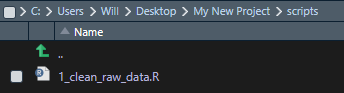 C: > Users > Will > Desktop > My New Project > scripts
Name
..
1_clean_raw_data.R